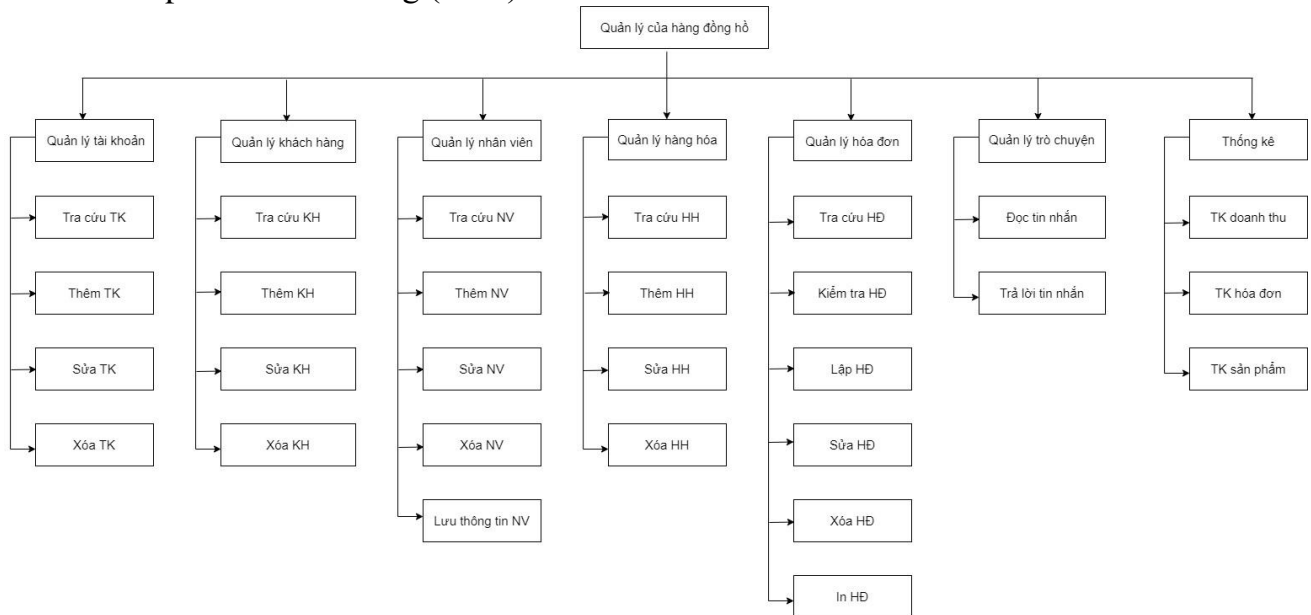 Quản lý của hàng đồng hồ
Quản lý tài khoản
Tra cứu TK
Thêm TK
Sửa TK
Xóa TK
Quản lý khách hàng
Tra cứu KH
Thêm KH
Sửa KH
Xóa KH
Quản lý nhân viên
Tra cứu NV
Thêm NV
Sửa NV
Xóa NV
Lưu thông tin NV
Quản lý hàng hóa
Tra cứu HH
Thêm HH
Sửa HH
Xóa HH
Quản lý hóa đơn
Tra cứu HĐ
Kiểm tra HĐ
Lập HĐ
Sửa HĐ
Xóa HĐ
In HĐ
Quản lý trò chuyện
Đọc tin nhắn
Trả lời tin nhắn
Thống kê
TK doanh thu
TK hóa đơn
TK sản phẩm